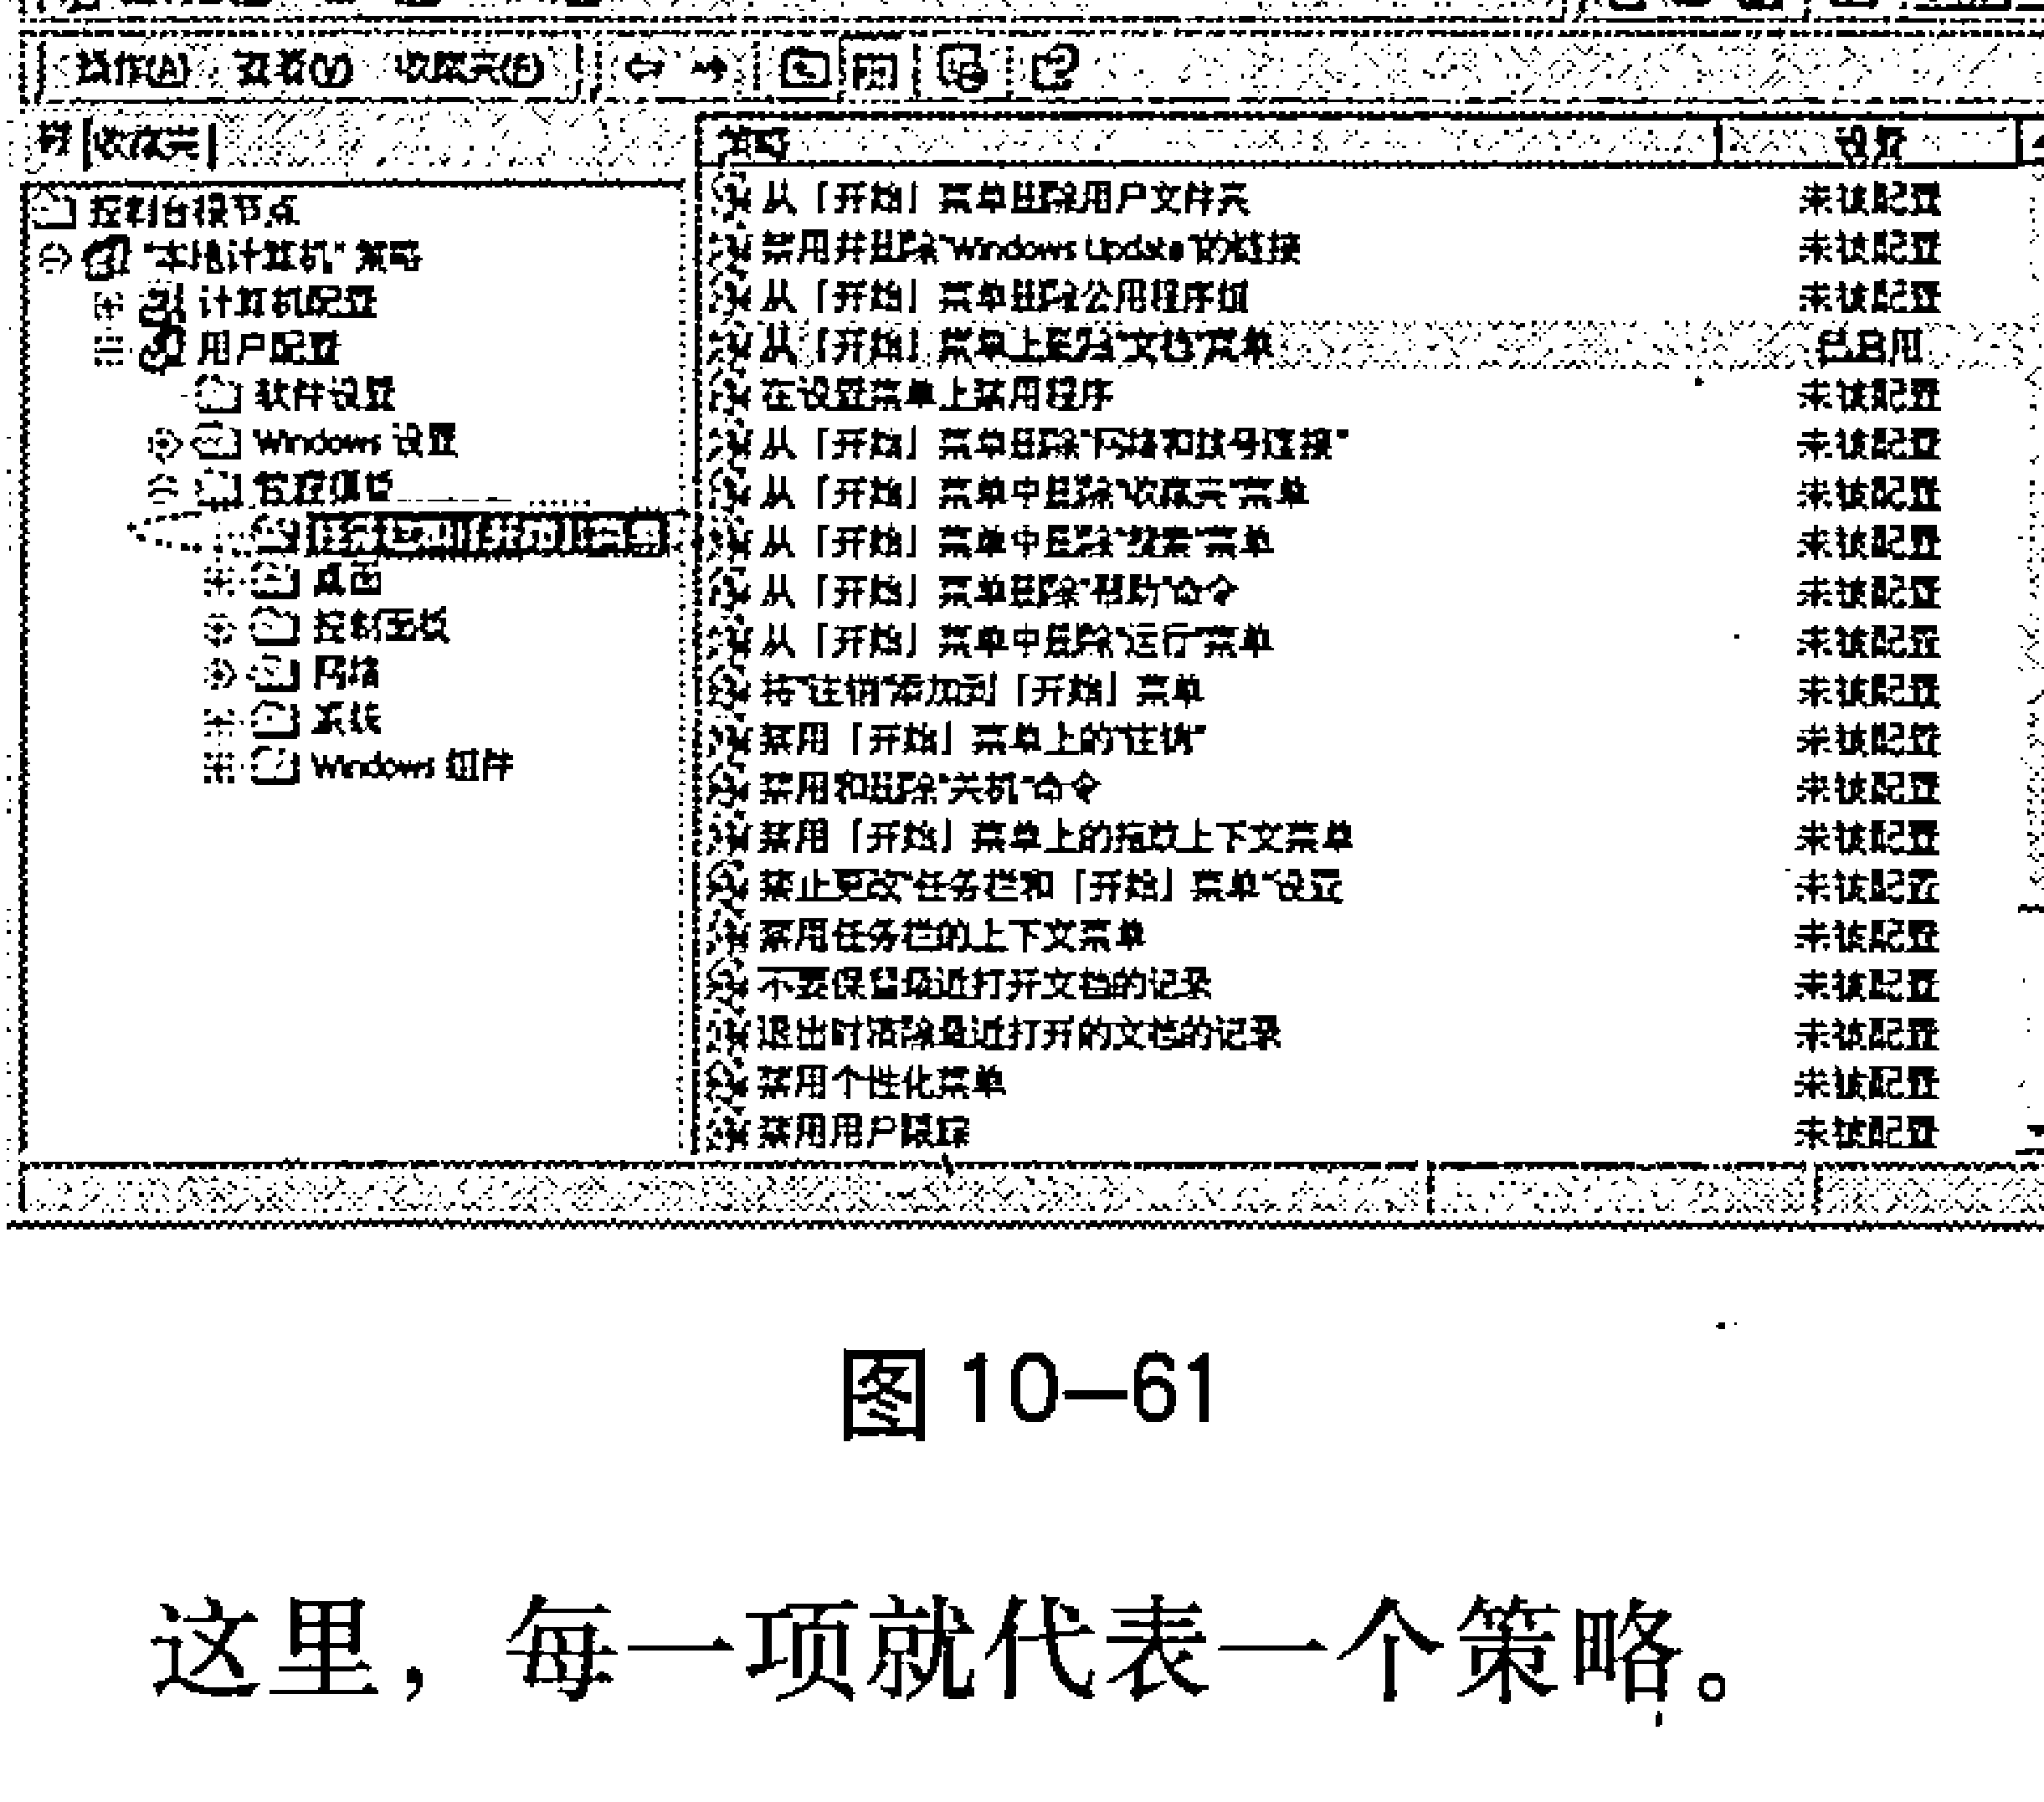 操作(A) 查看(V) 收藏夹(F)
树 收藏夹
策略 设置
控制台根节点
"本地计算机" 策略
计算机配置
用户配置
软件设置
Windows 设置
管理模板
任务栏和「开始」菜单
桌面
控制面板
网络
系统
Windows 组件
从「开始」菜单删除用户文件夹 未被配置
禁用并删除"Windows Update"的链接 未被配置
从「开始」菜单删除公用程序组 未被配置
从「开始」菜单上删除"文档"菜单 已启用
在设置菜单上禁用程序 未被配置
从「开始」菜单删除"网络和拨号连接" 未被配置
从「开始」菜单中删除"收藏夹"菜单 未被配置
从「开始」菜单中删除"搜索"菜单 未被配置
从「开始」菜单删除"帮助"命令 未被配置
从「开始」菜单中删除"运行"菜单 未被配置
将"注销"添加到「开始」菜单 未被配置
禁用「开始」菜单上的"注销" 未被配置
禁用和删除"关机"命令 未被配置
禁用「开始」菜单上的拖放上下文菜单 未被配置
禁止更改"任务栏和「开始」菜单"设置 未被配置
禁用任务栏的上下文菜单 未被配置
不要保留最近打开文档的记录 未被配置
退出时清除最近打开的文档的记录 未被配置
禁用个性化菜单 未被配置
禁用用户跟踪 未被配置
图 10-61
这里，每一项就代表一个策略。